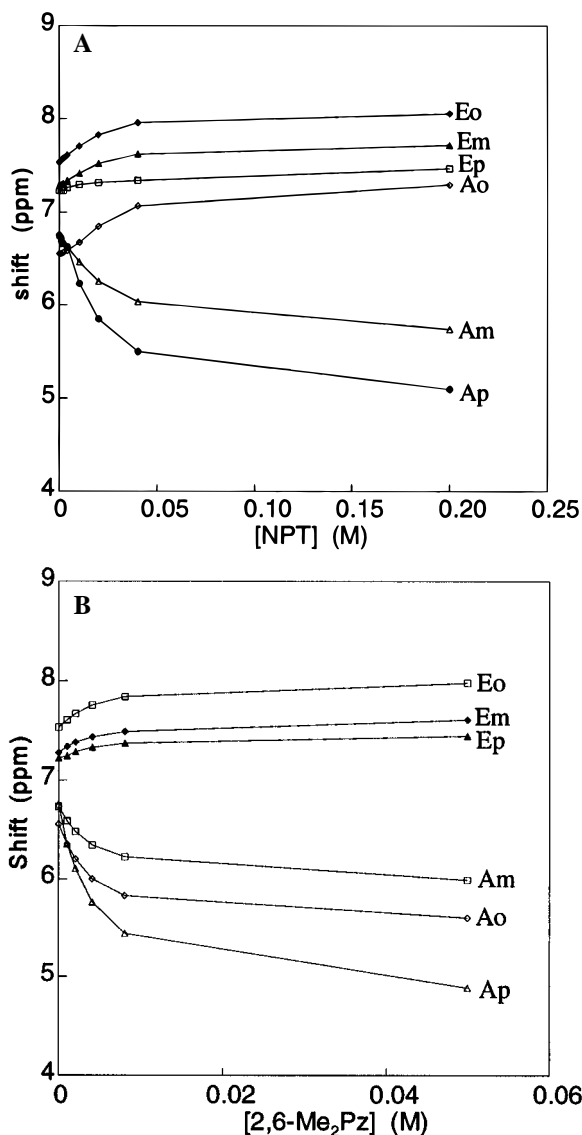 A
9
8
7
6
5
4
shift (ppm)
Eo
Em
Ep
Ao
Am
Ap
0 0.05 0.10 0.15 0.20 0.25
[NPT] (M)
B
9
8
7
6
5
4
Shift (ppm)
Eo
Em
Ep
Am
Ao
Ap
0 0.02 0.04 0.06
[2,6-Me₂Pz] (M)